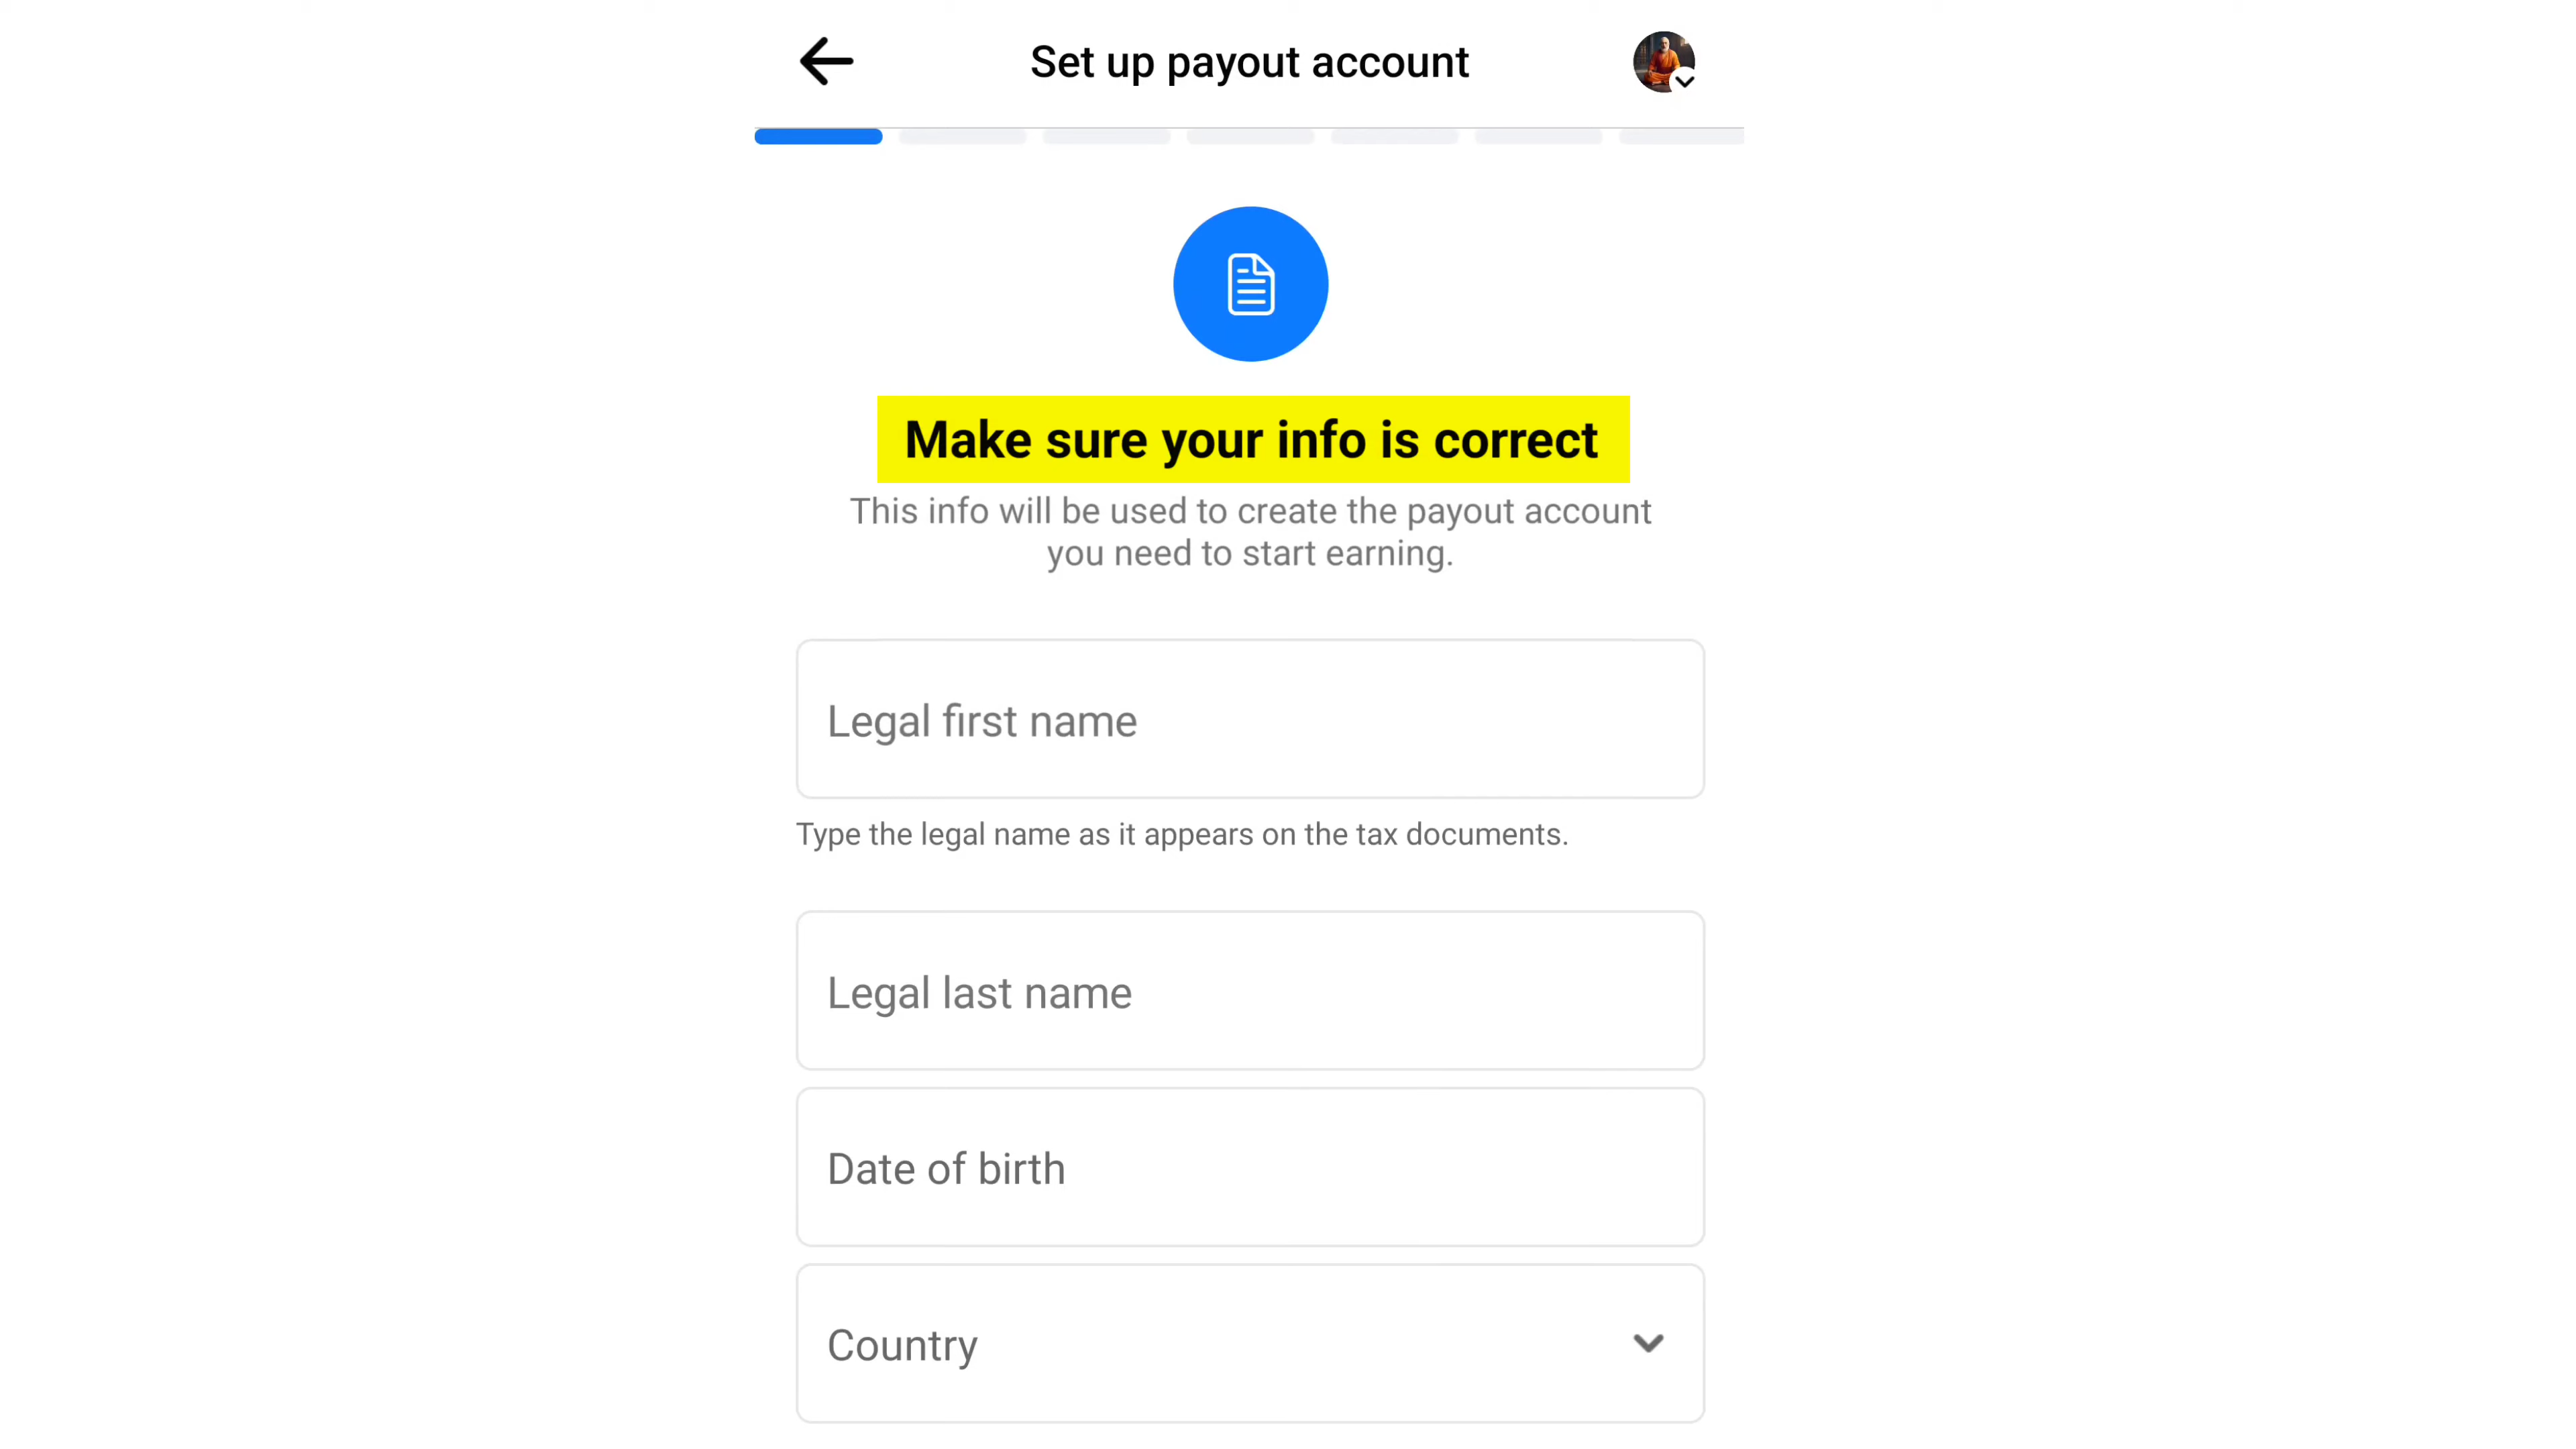 Set up payout account
Make sure your info is correct
This info will be used to create the payout account
you need to start earning.
Legal first name
Type the legal name as it appears on the tax documents.
Legal last name
Date of birth
Country